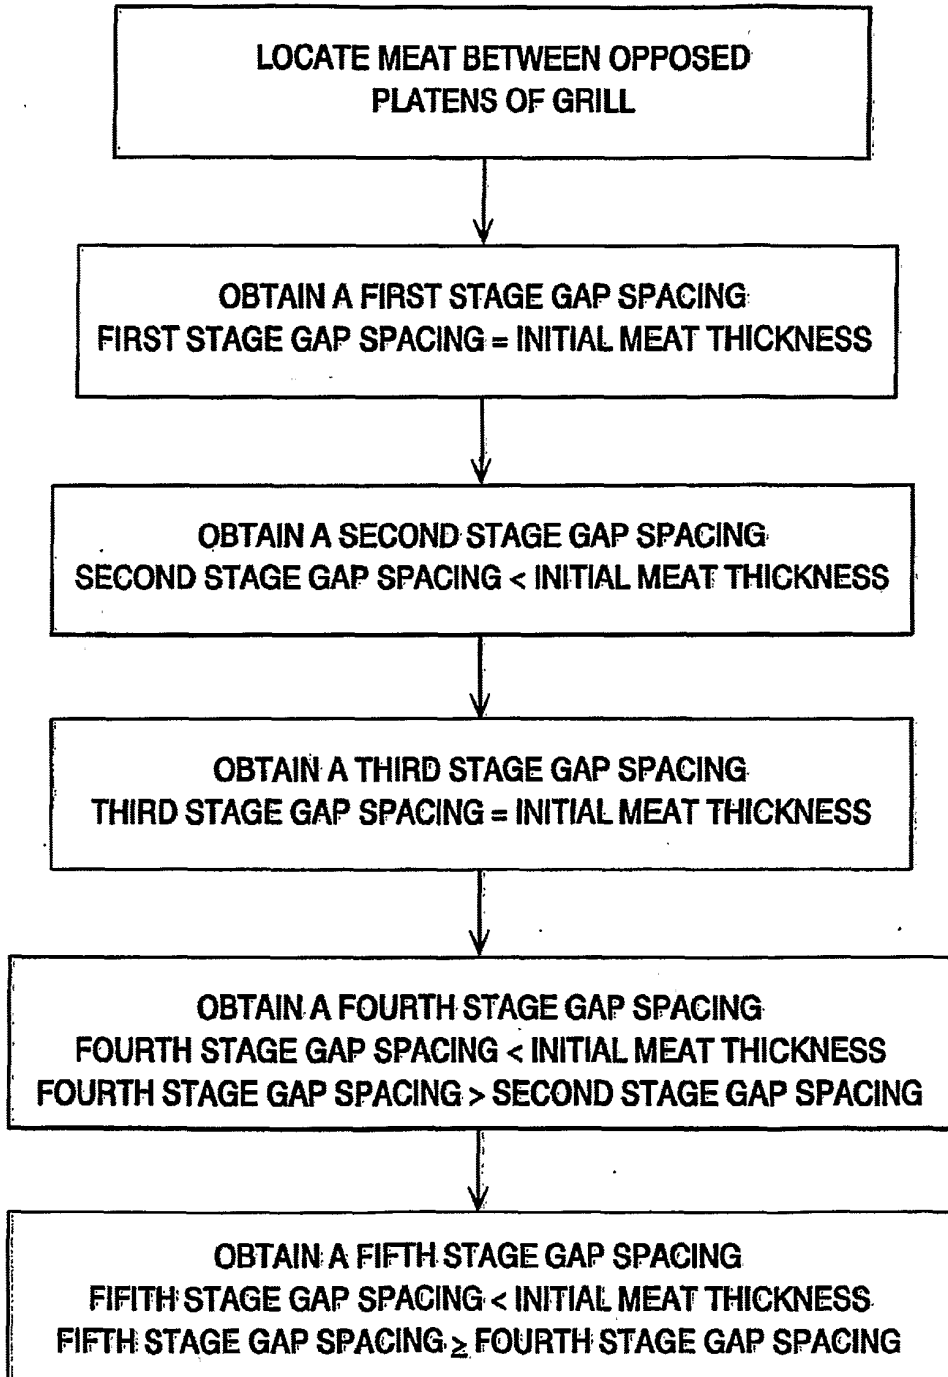 LOCATE MEAT BETWEEN OPPOSED
PLATENS OF GRILL
OBTAIN A FIRST STAGE GAP SPACING
FIRST STAGE GAP SPACING = INITIAL MEAT THICKNESS
OBTAIN A SECOND STAGE GAP SPACING
SECOND STAGE GAP SPACING < INITIAL MEAT THICKNESS
OBTAIN A THIRD STAGE GAP SPACING
THIRD STAGE GAP SPACING = INITIAL MEAT THICKNESS
OBTAIN A FOURTH STAGE GAP SPACING
FOURTH STAGE GAP SPACING < INITIAL MEAT THICKNESS
FOURTH STAGE GAP SPACING > SECOND STAGE GAP SPACING
OBTAIN A FIFTH STAGE GAP SPACING
FIFITH STAGE GAP SPACING < INITIAL MEAT THICKNESS
FIFTH STAGE GAP SPACING ≥ FOURTH STAGE GAP SPACING